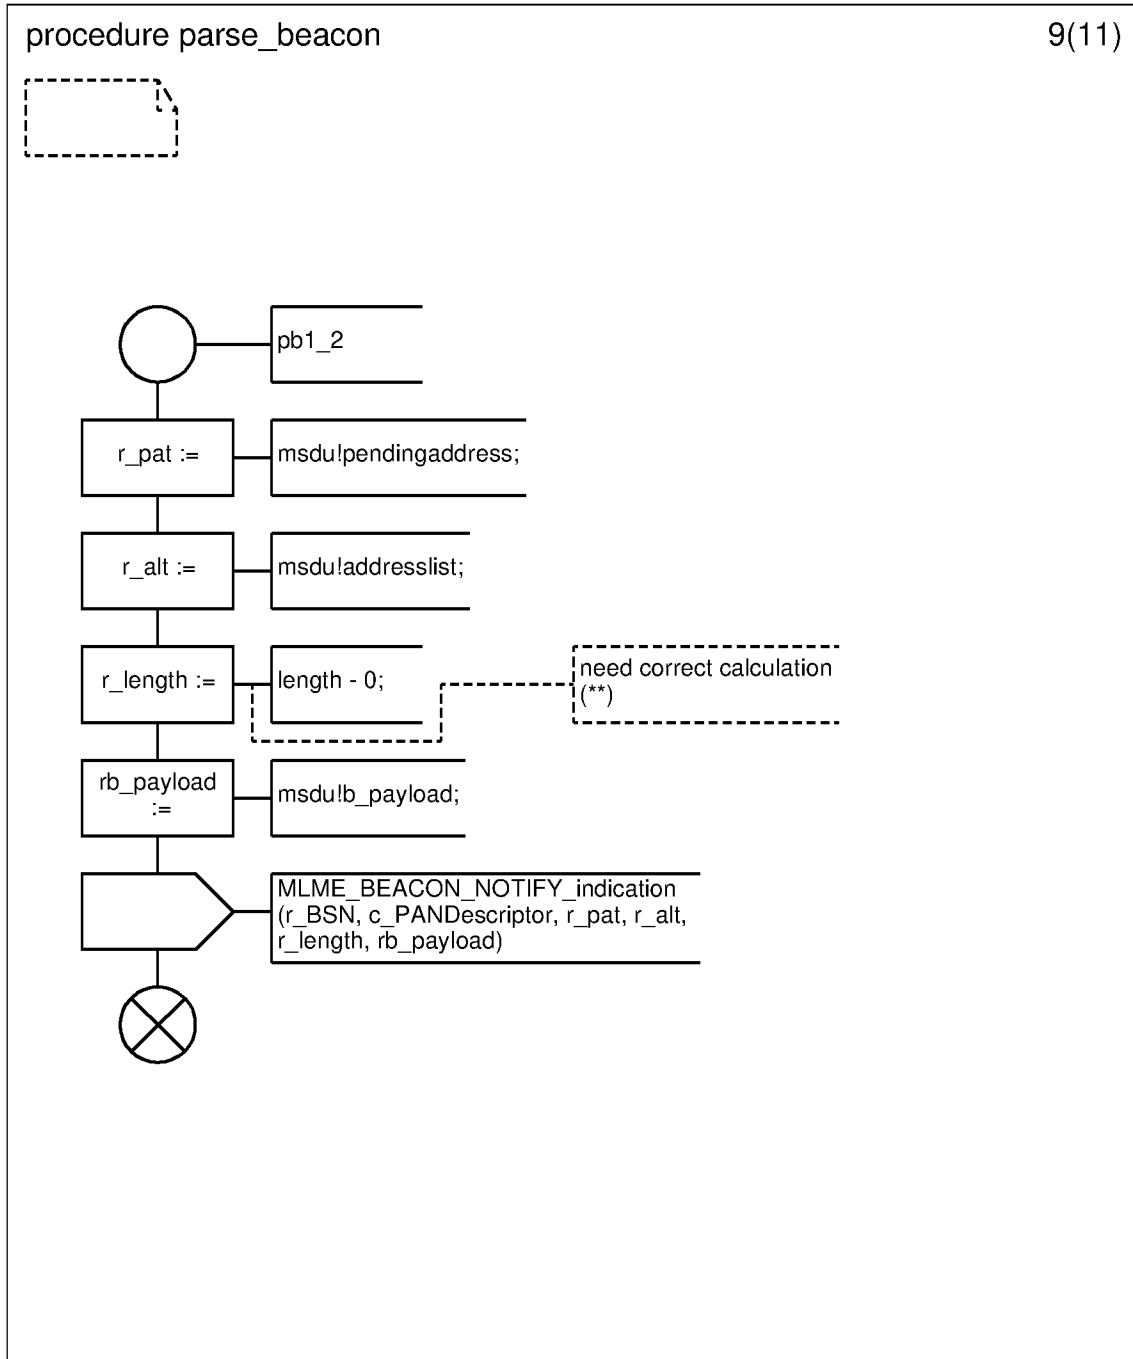 procedure parse_beacon
9(11)
pb1_2
r_pat :=
msdu!pendingaddress;
r_alt :=
msdu!addresslist;
r_length :=
length - 0;
need correct calculation
(**)
rb_payload
:=
msdu!b_payload;
MLME_BEACON_NOTIFY_indication
(r_BSN, c_PANDescriptor, r_pat, r_alt,
r_length, rb_payload)